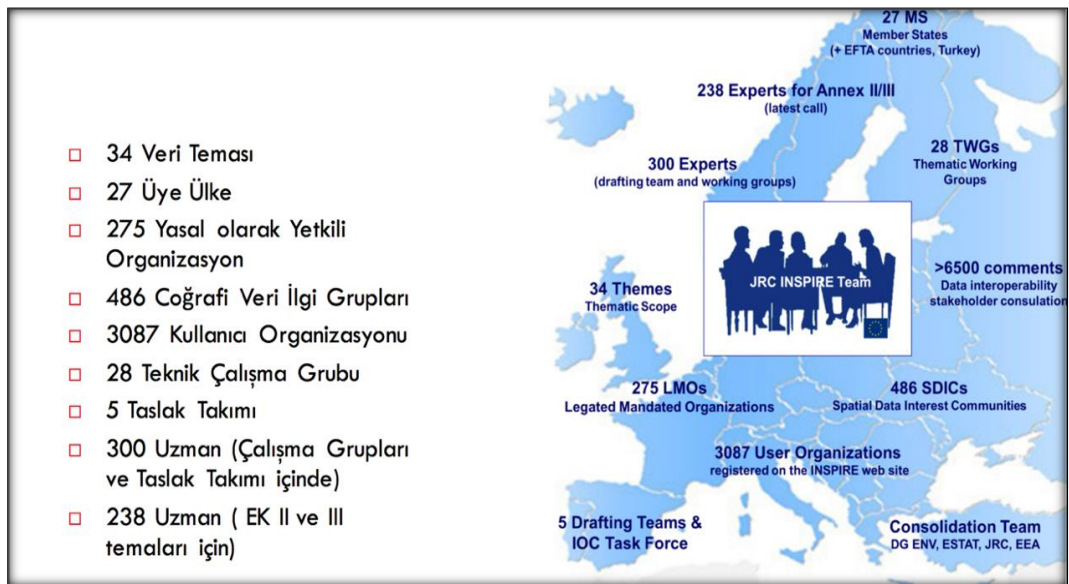 34 Veri Teması
27 Üye Ülke
275 Yasal olarak Yetkili
Organizasyon
486 Coğrafi Veri İlgi Grupları
3087 Kullanıcı Organizasyonu
28 Teknik Çalışma Grubu
5 Taslak Takımı
300 Uzman (Çalışma Grupları
ve Taslak Takımı içinde)
238 Uzman ( EK II ve III
temaları için)
27 MS
Member States
(+ EFTA countries, Turkey)
238 Experts for Annex II/III
(latest call)
28 TWGs
Thematic Working
Groups
300 Experts
(drafting team and working groups)
JRC INSPIRE Team
>6500 comments
Data interoperability
stakeholder consulation
34 Themes
Thematic Scope
275 LMOs
Legated Mandated Organizations
486 SDICs
Spatial Data Interest Communities
3087 User Organizations
registered on the INSPIRE web site
5 Drafting Teams &
IOC Task Force
Consolidation Team
DG ENV, ESTAT, JRC, EEA